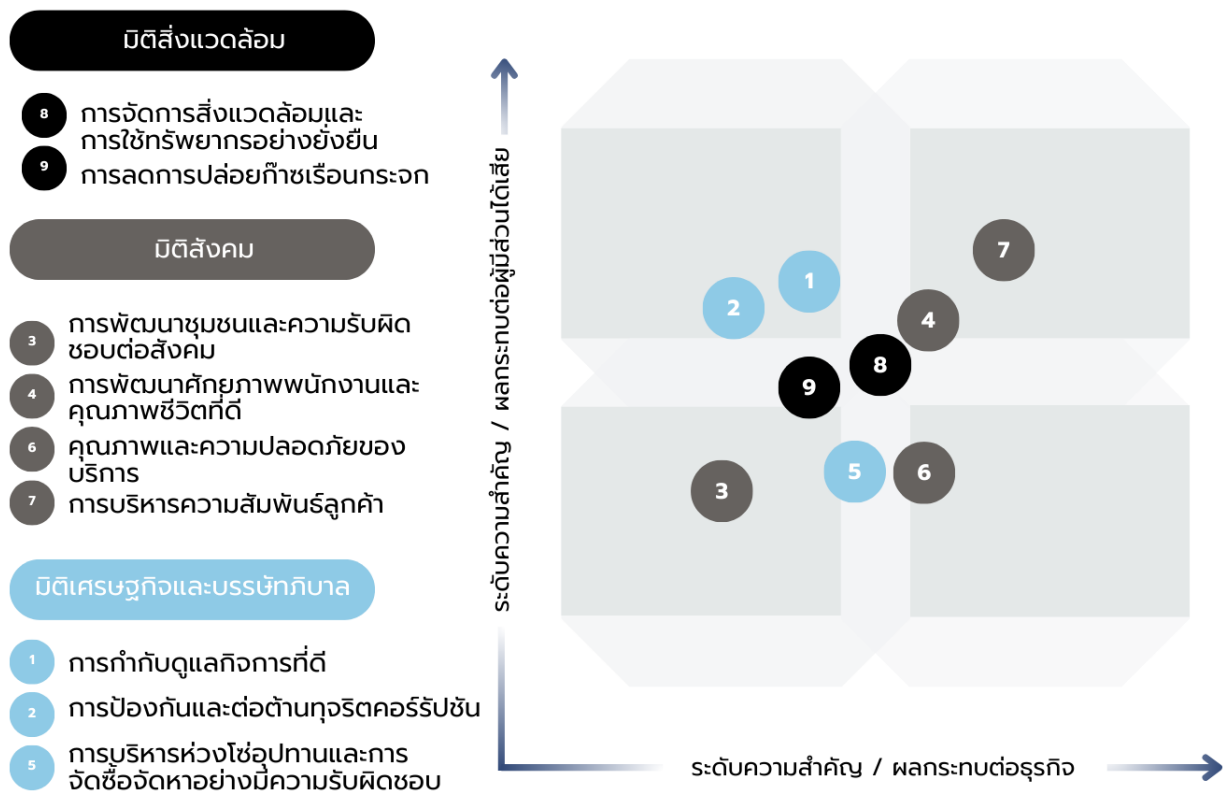 มิติสิ่งแวดล้อม
8
การจัดการสิ่งแวดล้อมและ
การใช้ทรัพยากรอย่างยั่งยืน
9
การลดการปล่อยก๊าซเรือนกระจก
มิติสังคม
3
การพัฒนาชุมชนและความรับผิด
ชอบต่อสังคม
4
การพัฒนาศักยภาพพนักงานและ
คุณภาพชีวิตที่ดี
6
คุณภาพและความปลอดภัยของ
บริการ
7
การบริหารความสัมพันธ์ลูกค้า
มิติเศรษฐกิจและบรรษัทภิบาล
1
การกำกับดูแลกิจการที่ดี
2
การป้องกันและต่อต้านทุจริตคอร์รัปชัน
5
การบริหารห่วงโซ่อุปทานและการ
จัดซื้อจัดหาอย่างมีความรับผิดชอบ
ระดับความสำคัญ / ผลกระทบต่อผู้มีส่วนได้เสีย
7
1
2
4
8
9
5
6
3
ระดับความสำคัญ / ผลกระทบต่อธุรกิจ